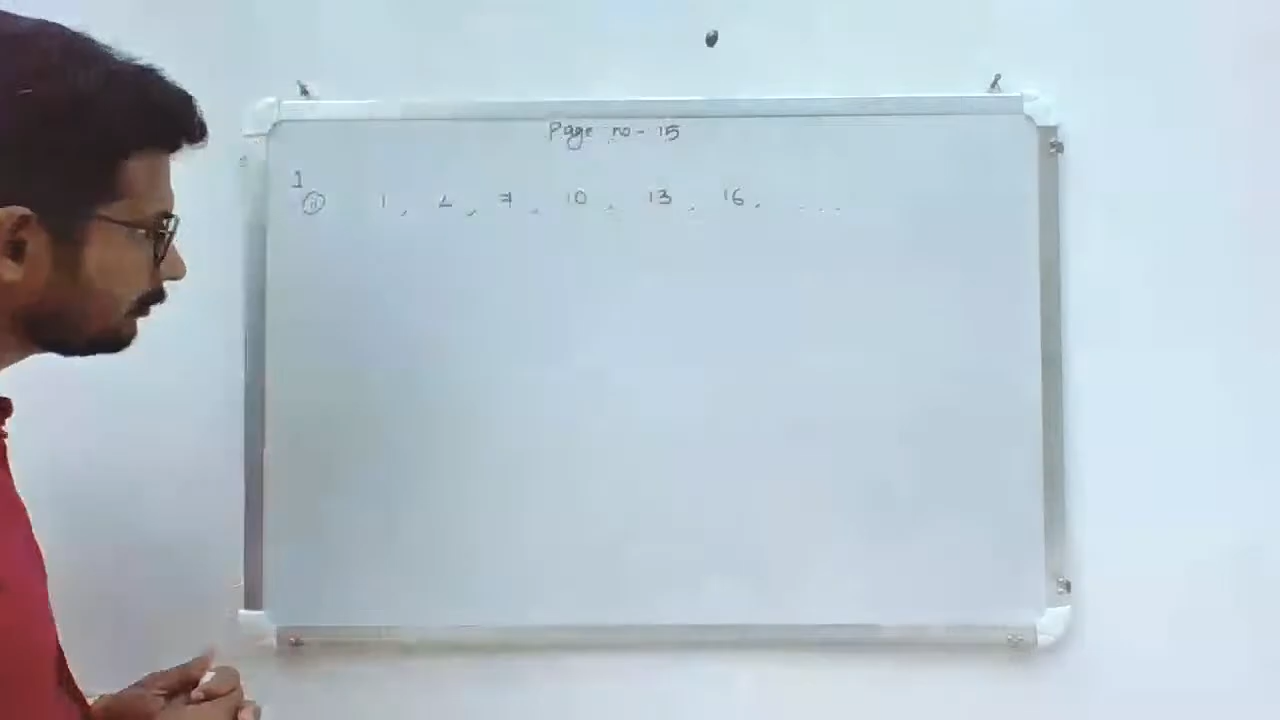 Page no - 15
1
ii 1 , 4 , 7 , 10 , 13 , 16 , ....